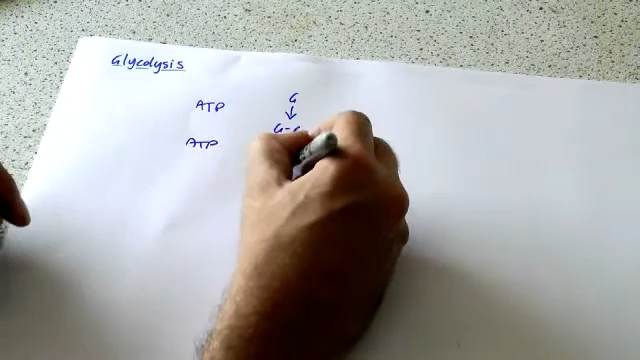 Glycolysis
ATP G
↓
G-
ATP